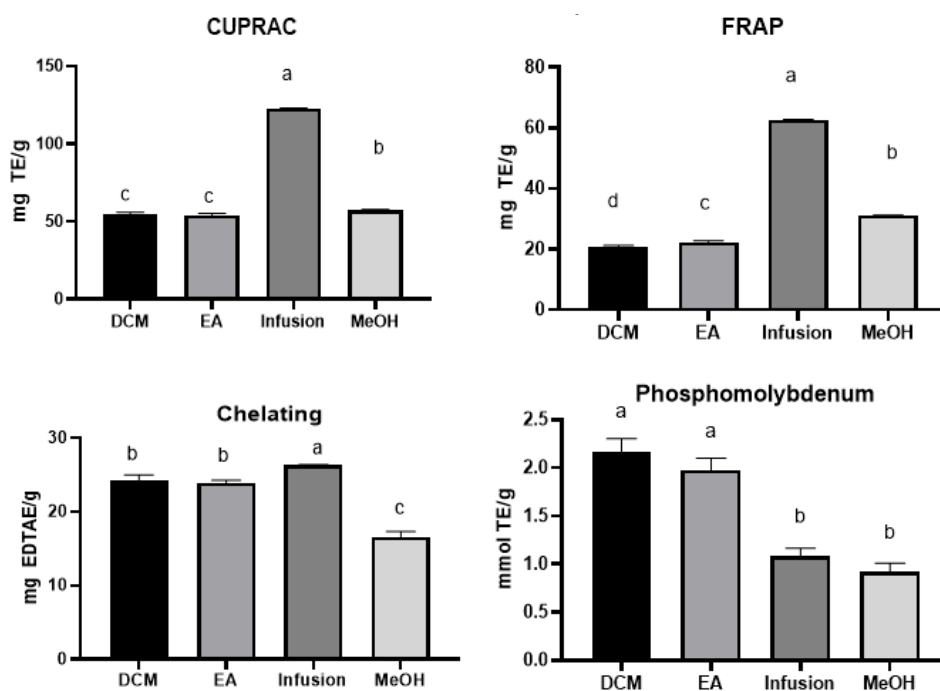 CUPRAC
mg TE/g
150
100
50
0
c
c
a
b
DCM EA Infusion MeOH
FRAP
mg TE/g
80
60
40
20
0
d
c
a
b
DCM EA Infusion MeOH
Chelating
mg EDTAE/g
30
20
10
0
b
b
a
c
DCM EA Infusion MeOH
Phosphomolybdenum
mmol TE/g
2.5
2.0
1.5
1.0
0.5
0.0
a
a
b
b
DCM EA Infusion MeOH